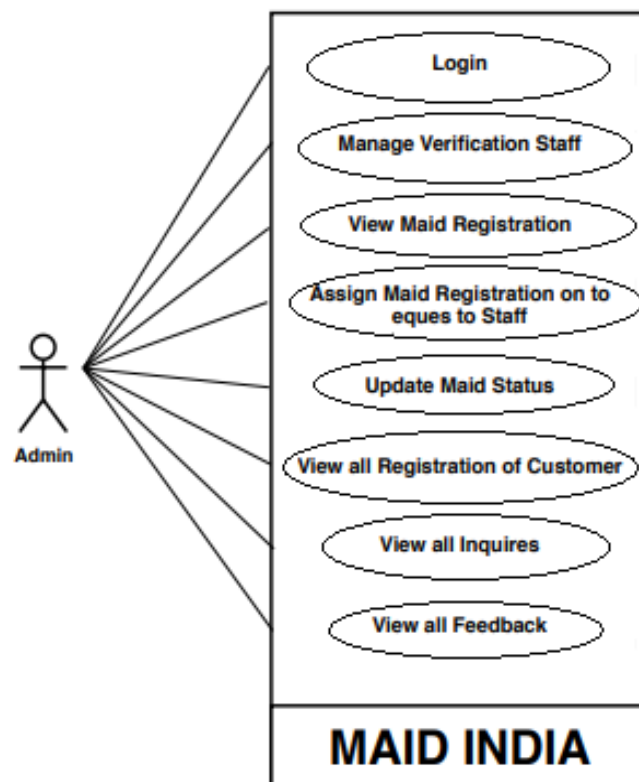 Login
Manage Verification Staff
View Maid Registration
Assign Maid Registration on to
eques to Staff
Update Maid Status
Admin
View all Registration of Customer
View all Inquires
View all Feedback
MAID INDIA